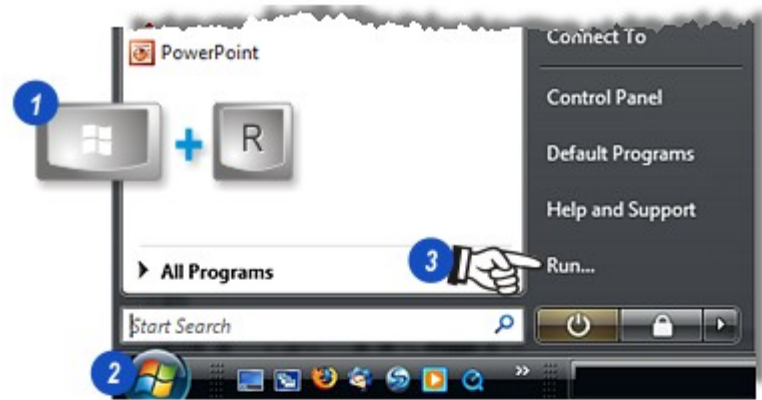 PowerPoint
1
R
All Programs
Start Search
2
Connect To
Control Panel
Default Programs
Help and Support
3
Run...